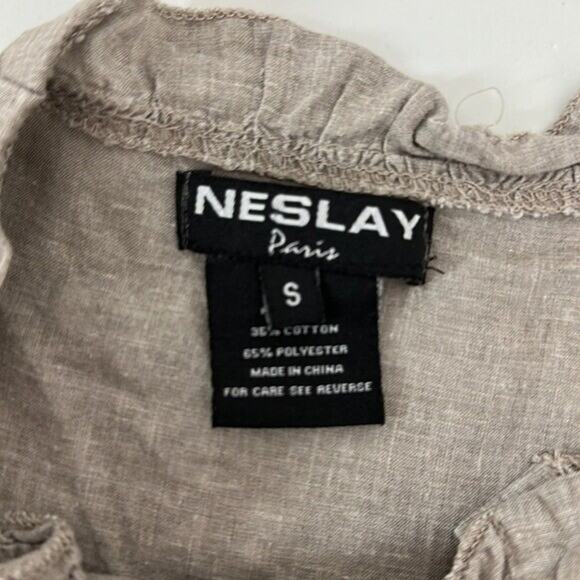 NESLAY
Paris
S
35% COTTON
65% POLYESTER
MADE IN CHINA
FOR CARE SEE REVERSE